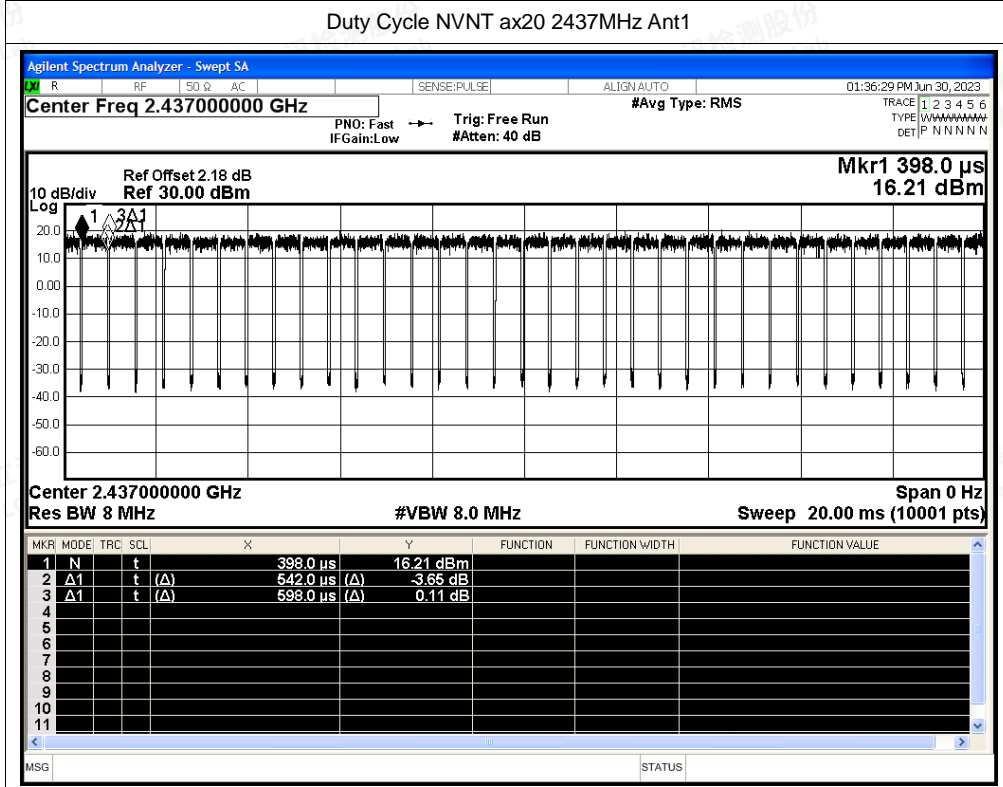 Duty Cycle NVNT ax20 2437MHz Ant1
Agilent Spectrum Analyzer - Swept SA
LXI R RF 50 Ω AC SENSE:PULSE ALIGN AUTO 01:36:29 PM Jun 30, 2023
Center Freq 2.437000000 GHz #Avg Type: RMS TRACE 1 2 3 4 5 6
PNO: Fast Trig: Free Run TYPE WWWWWW
IFGain:Low #Atten: 40 dB DET P N N N N N
Mkr1 398.0 µs
Ref Offset 2.18 dB
10 dB/div Ref 30.00 dBm 16.21 dBm
Log
1 3Δ1
2Δ1
20.0
10.0
0.00
-10.0
-20.0
-30.0
-40.0
-50.0
-60.0
Center 2.437000000 GHz Span 0 Hz
Res BW 8 MHz #VBW 8.0 MHz Sweep 20.00 ms (10001 pts)
MKR MODE TRC SCL X Y FUNCTION FUNCTION WIDTH FUNCTION VALUE
1 N t 398.0 µs 16.21 dBm
2 Δ1 t (Δ) 542.0 µs (Δ) -3.65 dB
3 Δ1 t (Δ) 598.0 µs (Δ) 0.11 dB
4
5
6
7
8
9
10
11
MSG STATUS